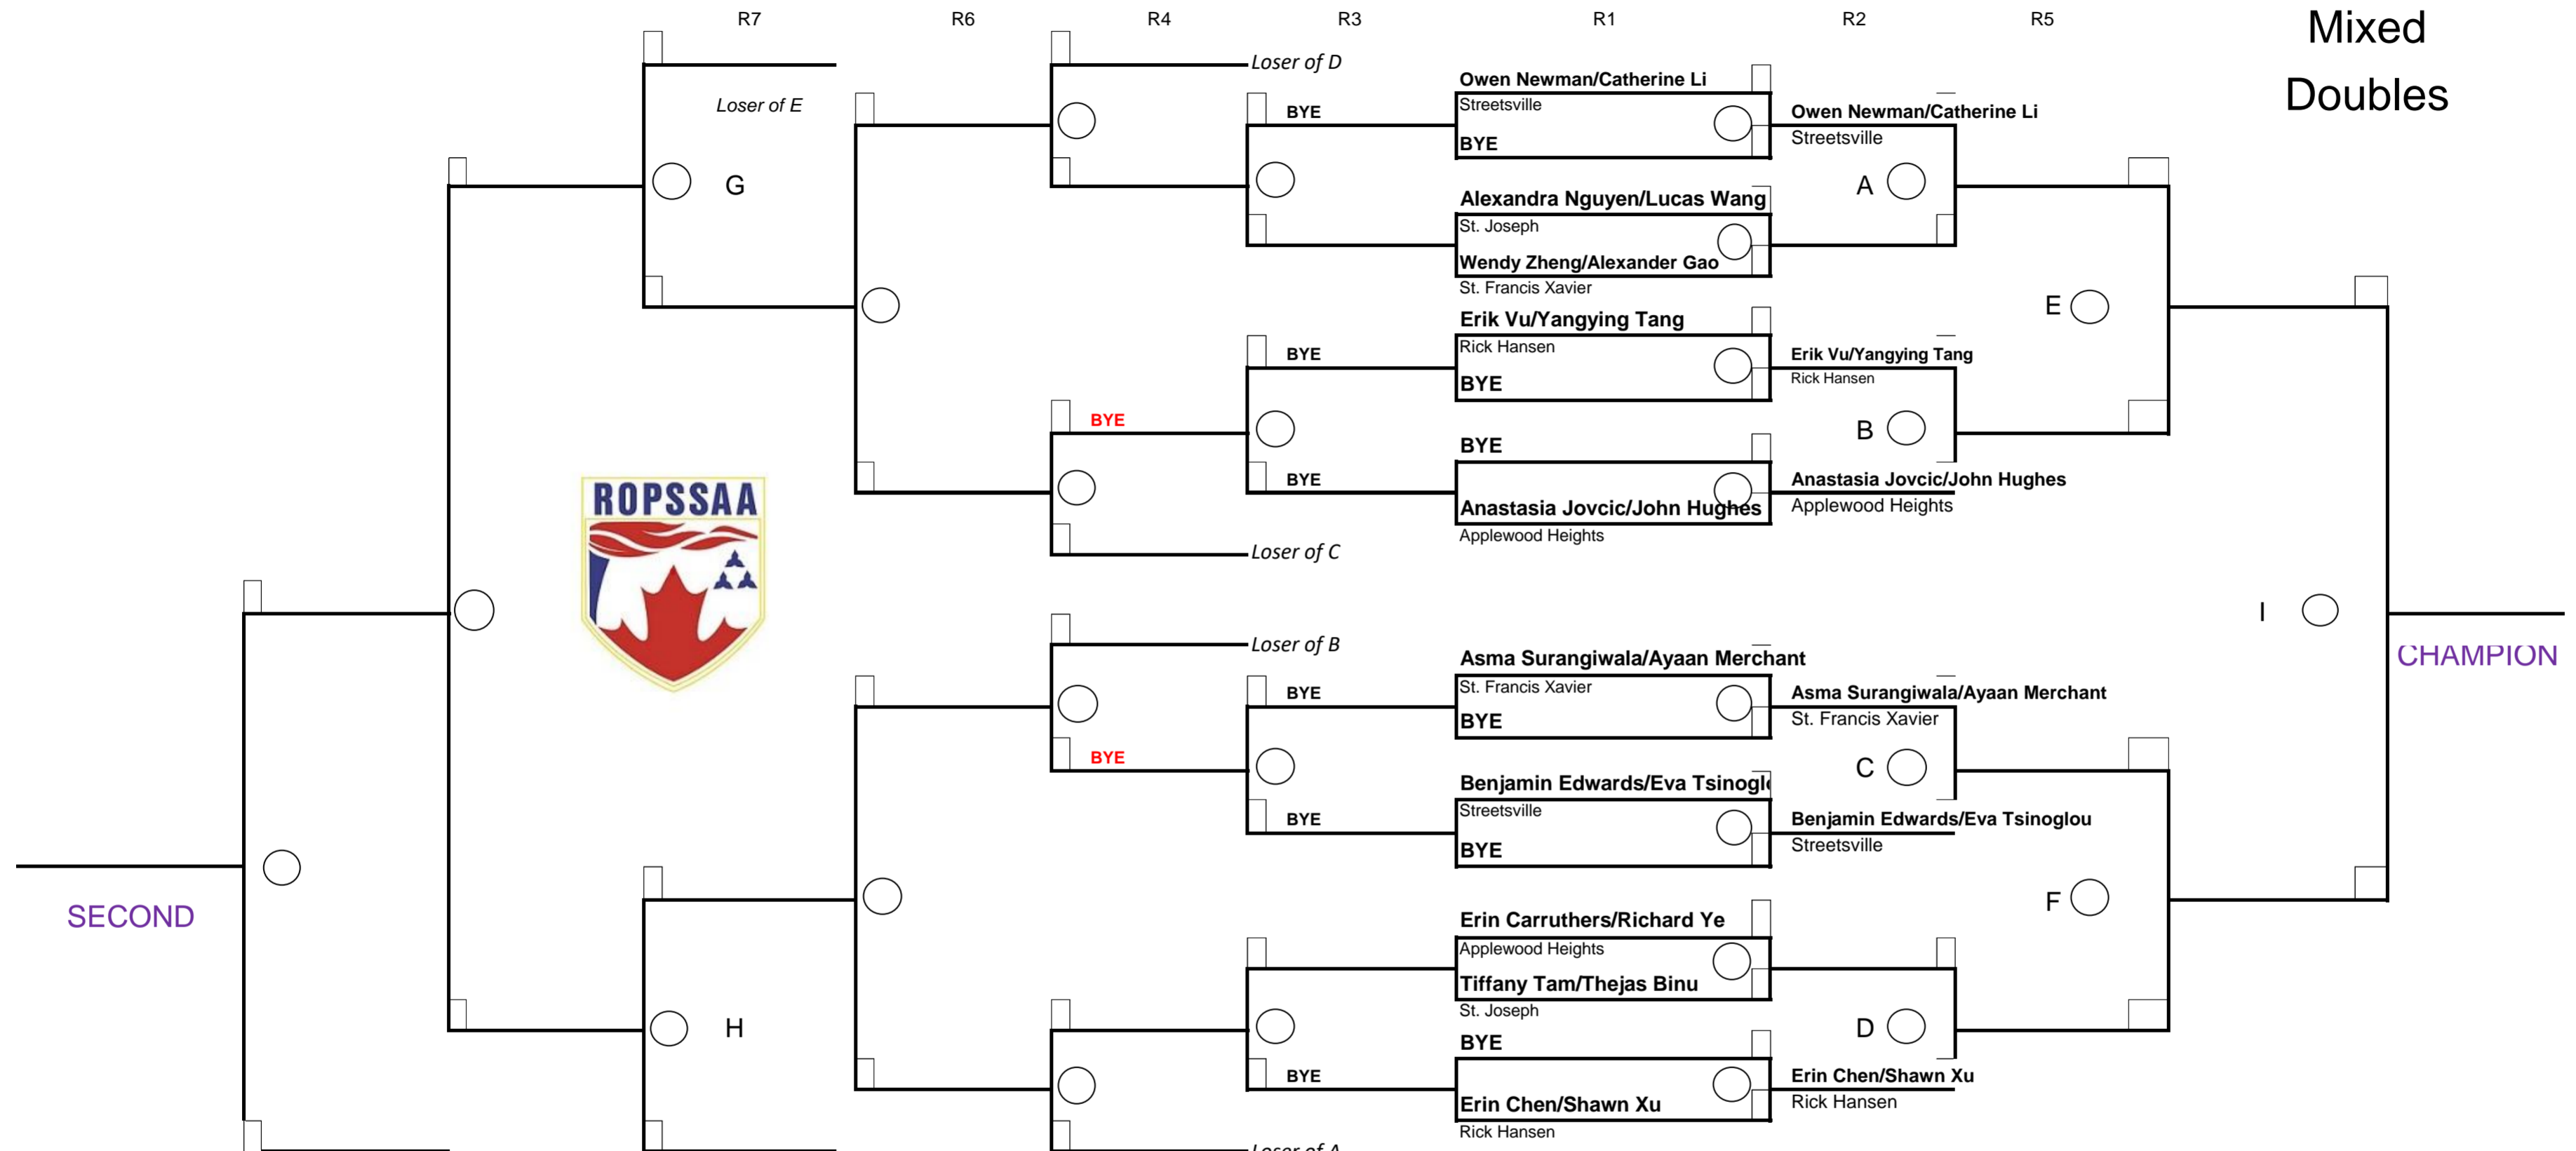 R7
R6
R4
R3
R1
R2
R5
Mixed
Doubles
Loser of D
Loser of E
BYE
Owen Newman/Catherine Li
Streetsville
BYE
Owen Newman/Catherine Li
Streetsville
G
Alexandra Nguyen/Lucas Wang
St. Joseph
Wendy Zheng/Alexander Gao
St. Francis Xavier
A
Erik Vu/Yangying Tang
Rick Hansen
BYE
BYE
Erik Vu/Yangying Tang
Rick Hansen
E
BYE
B
BYE
BYE
Anastasia Jovcic/John Hughes
Applewood Heights
Anastasia Jovcic/John Hughes
Applewood Heights
ROPSSAA
Loser of C
I
CHAMPION
Loser of B
Asma Surangiwala/Ayaan Merchant
St. Francis Xavier
BYE
BYE
Asma Surangiwala/Ayaan Merchant
St. Francis Xavier
BYE
C
Benjamin Edwards/Eva Tsinoglo
Streetsville
BYE
BYE
Benjamin Edwards/Eva Tsinoglou
Streetsville
SECOND
Erin Carruthers/Richard Ye
Applewood Heights
Tiffany Tam/Thejas Binu
St. Joseph
F
H
D
BYE
BYE
Erin Chen/Shawn Xu
Rick Hansen
Erin Chen/Shawn Xu
Rick Hansen
Loser of A